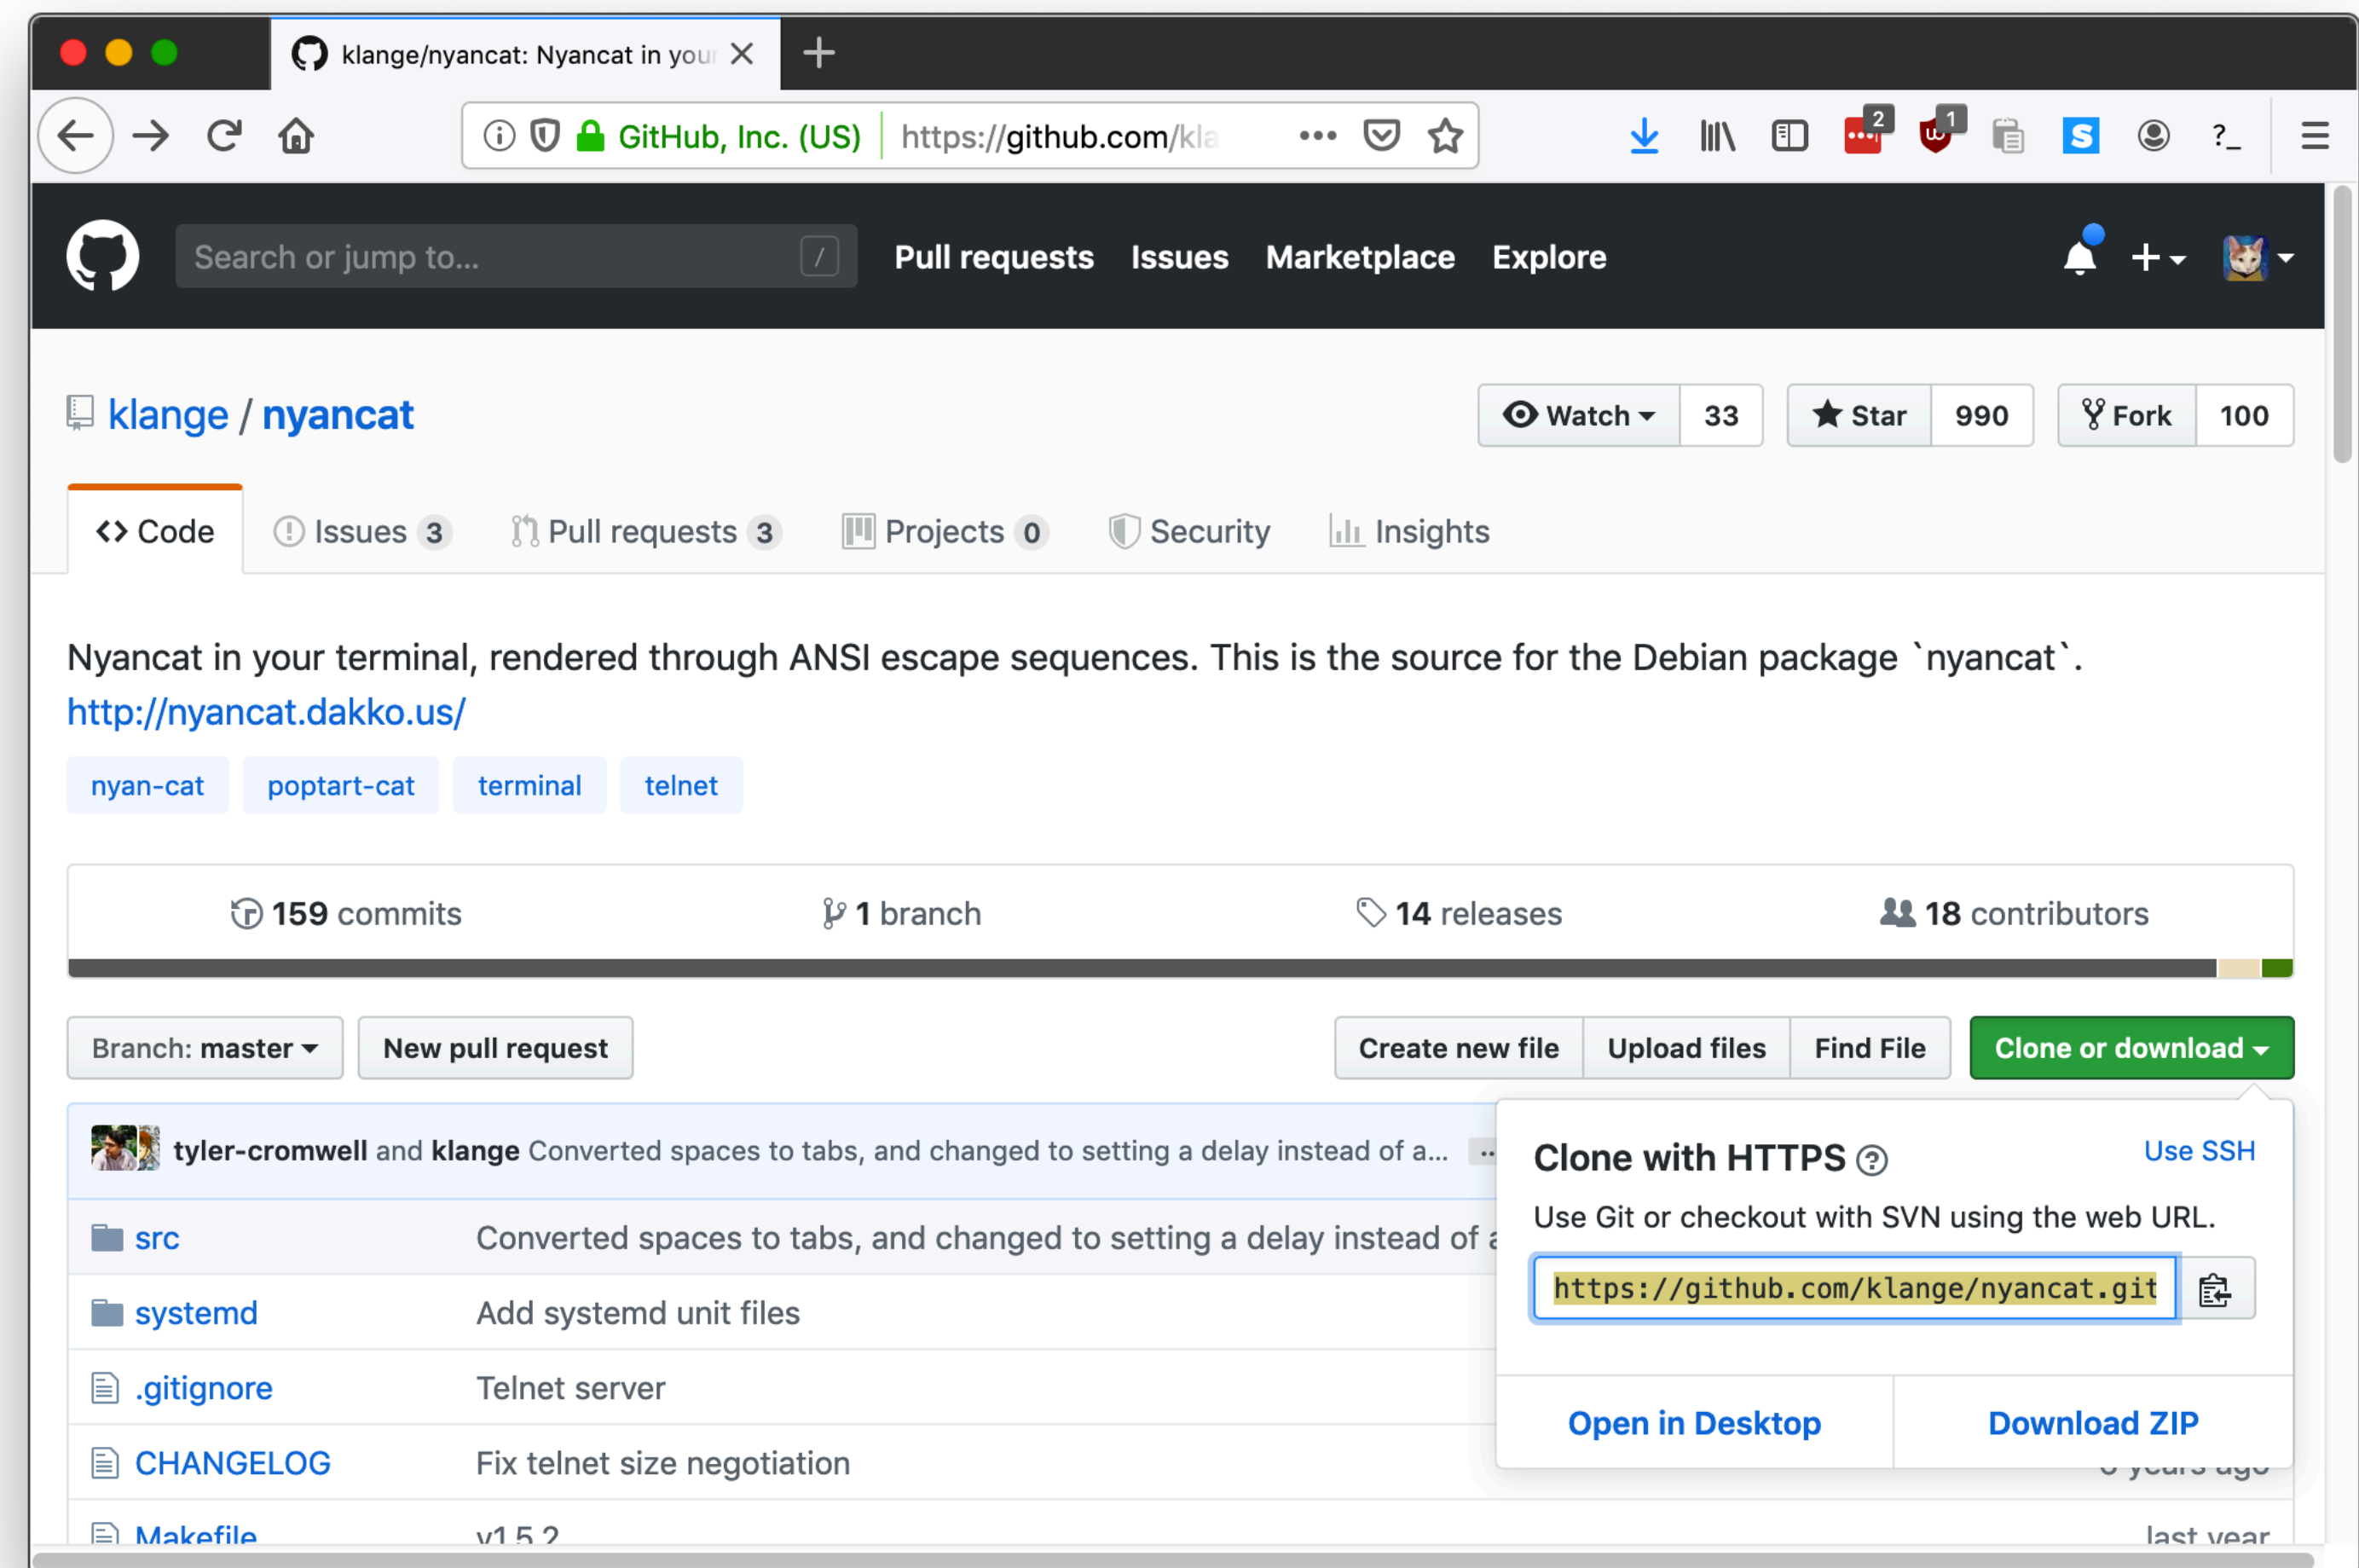 klange/nyancat: Nyancat in your
GitHub, Inc. (US) https://github.com/kla
2 1 S ?_
Search or jump to... / Pull requests Issues Marketplace Explore
klange / nyancat Watch 33 Star 990 Fork 100
Code Issues 3 Pull requests 3 Projects 0 Security Insights
Nyancat in your terminal, rendered through ANSI escape sequences. This is the source for the Debian package `nyancat`.
http://nyancat.dakko.us/
nyan-cat poptart-cat terminal telnet
159 commits 1 branch 14 releases 18 contributors
Branch: master New pull request Create new file Upload files Find File Clone or download
tyler-cromwell and klange Converted spaces to tabs, and changed to setting a delay instead of a... 
src Converted spaces to tabs, and changed to setting a delay instead of
systemd Add systemd unit files
.gitignore Telnet server
CHANGELOG Fix telnet size negotiation
Makefile v1.5.2 last year
Clone with HTTPS Use SSH
Use Git or checkout with SVN using the web URL.
https://github.com/klange/nyancat.git
Open in Desktop Download ZIP
years ago